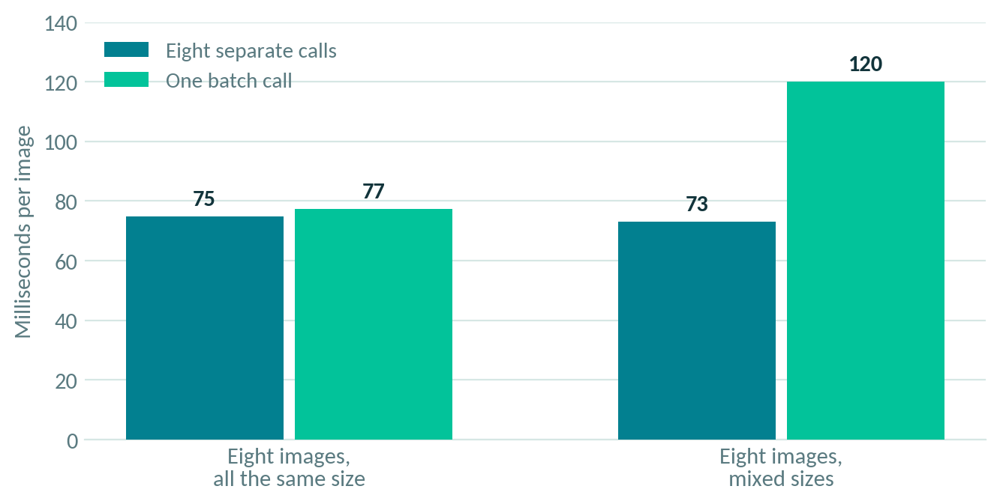 140
Eight separate calls
120
One batch call
120
100
Milliseconds per image
80
75
77
73
60
40
20
0
Eight images,
all the same size
Eight images,
mixed sizes